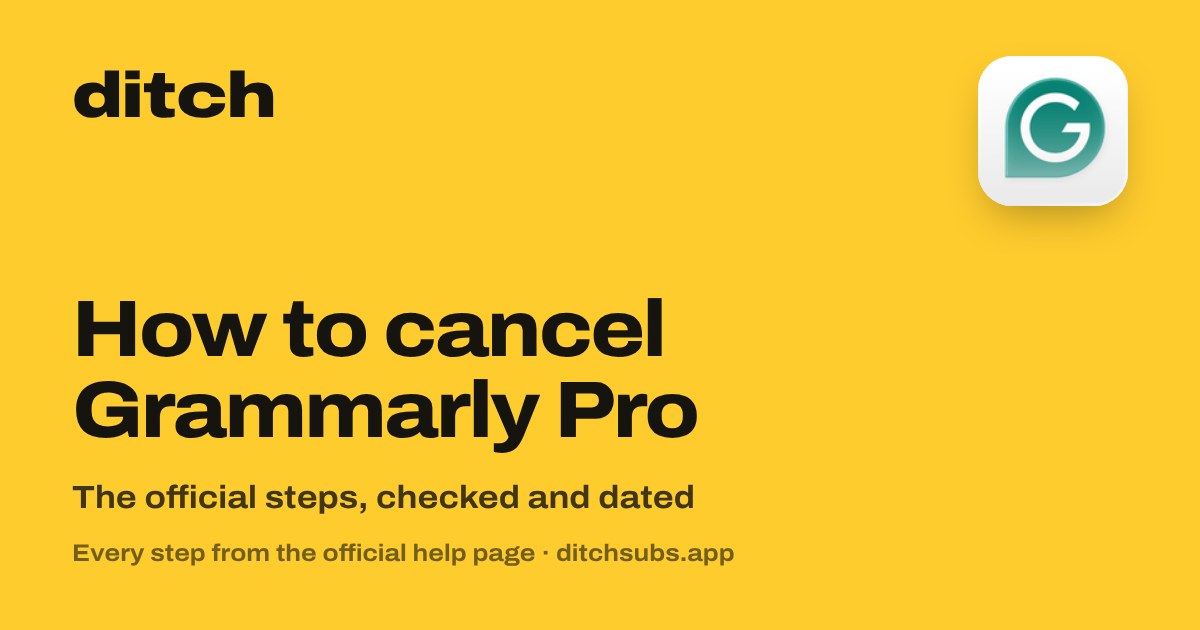 ditch
G
How to cancel
Grammarly Pro
The official steps, checked and dated
Every step from the official help page · ditchsubs.app